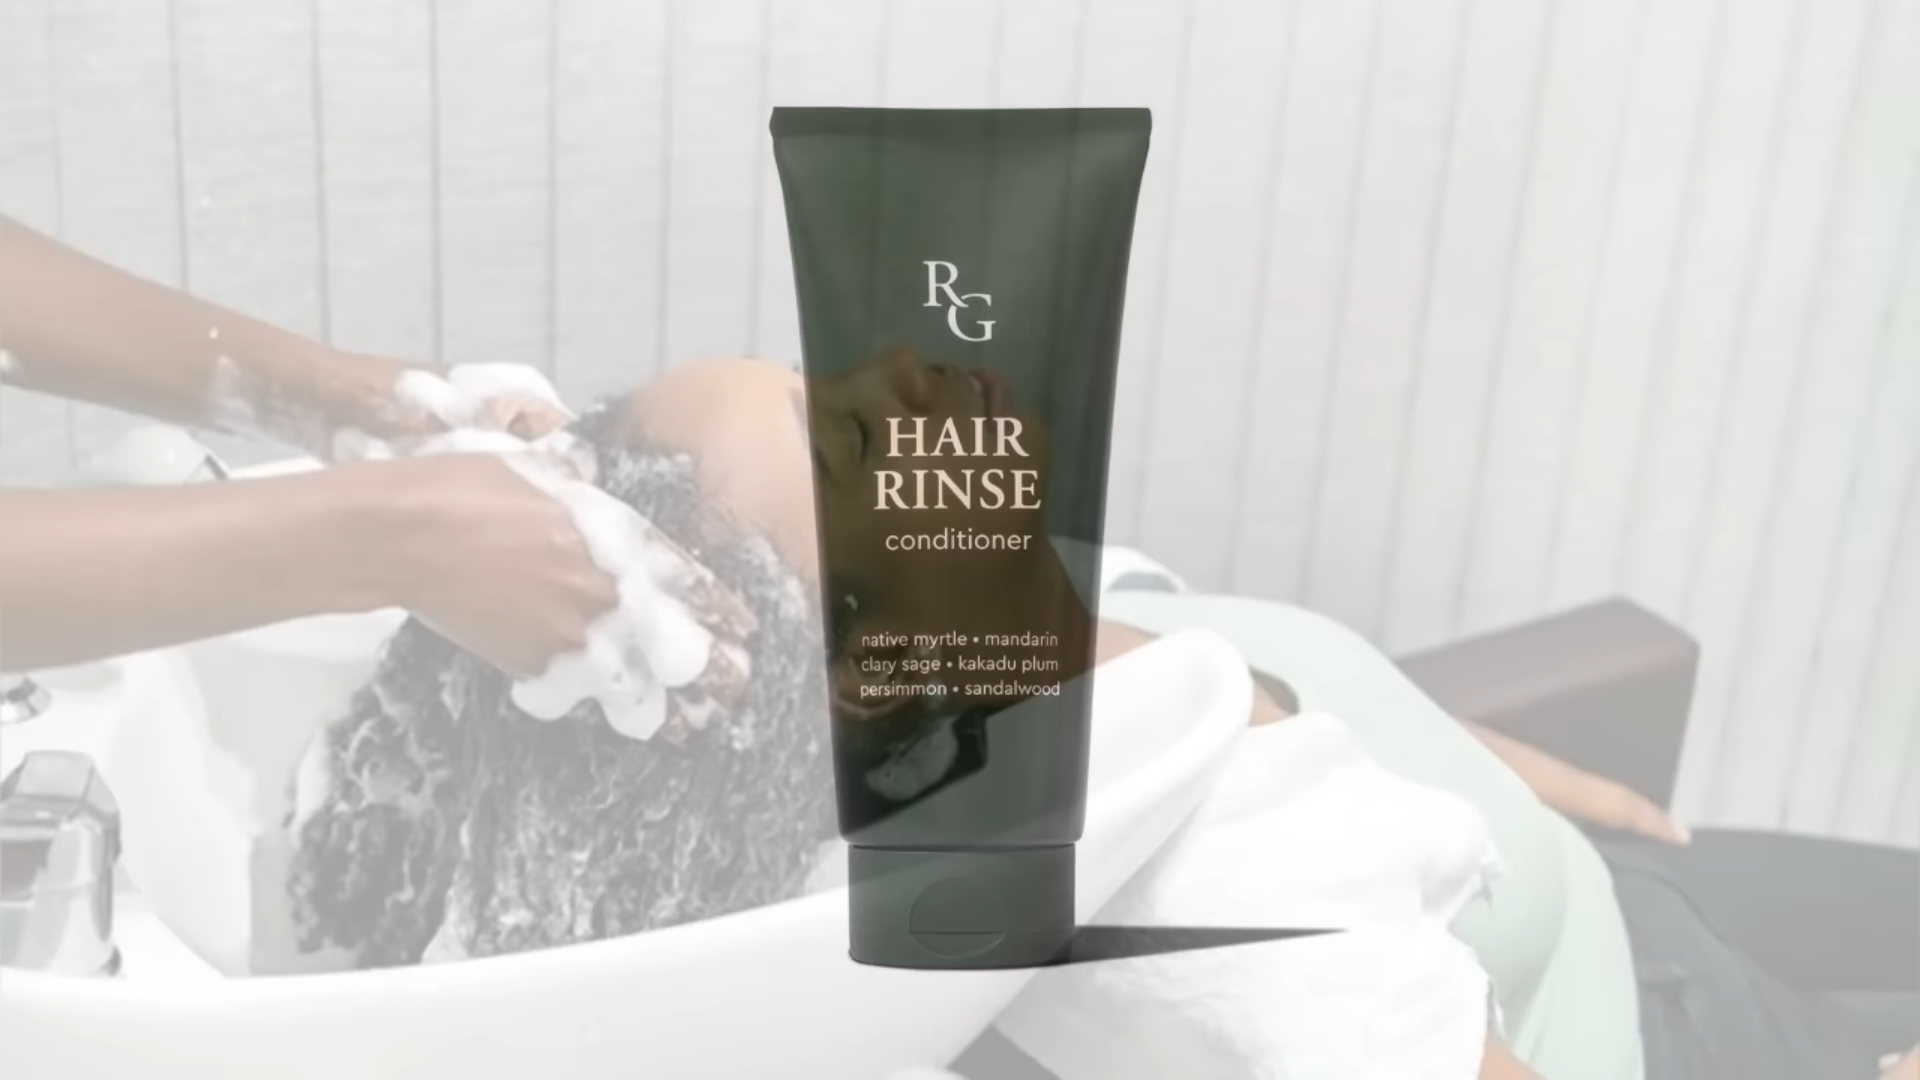 RG
HAIR
RINSE
conditioner
native myrtle • mandarin
clary sage • kakadu plum
persimmon • sandalwood